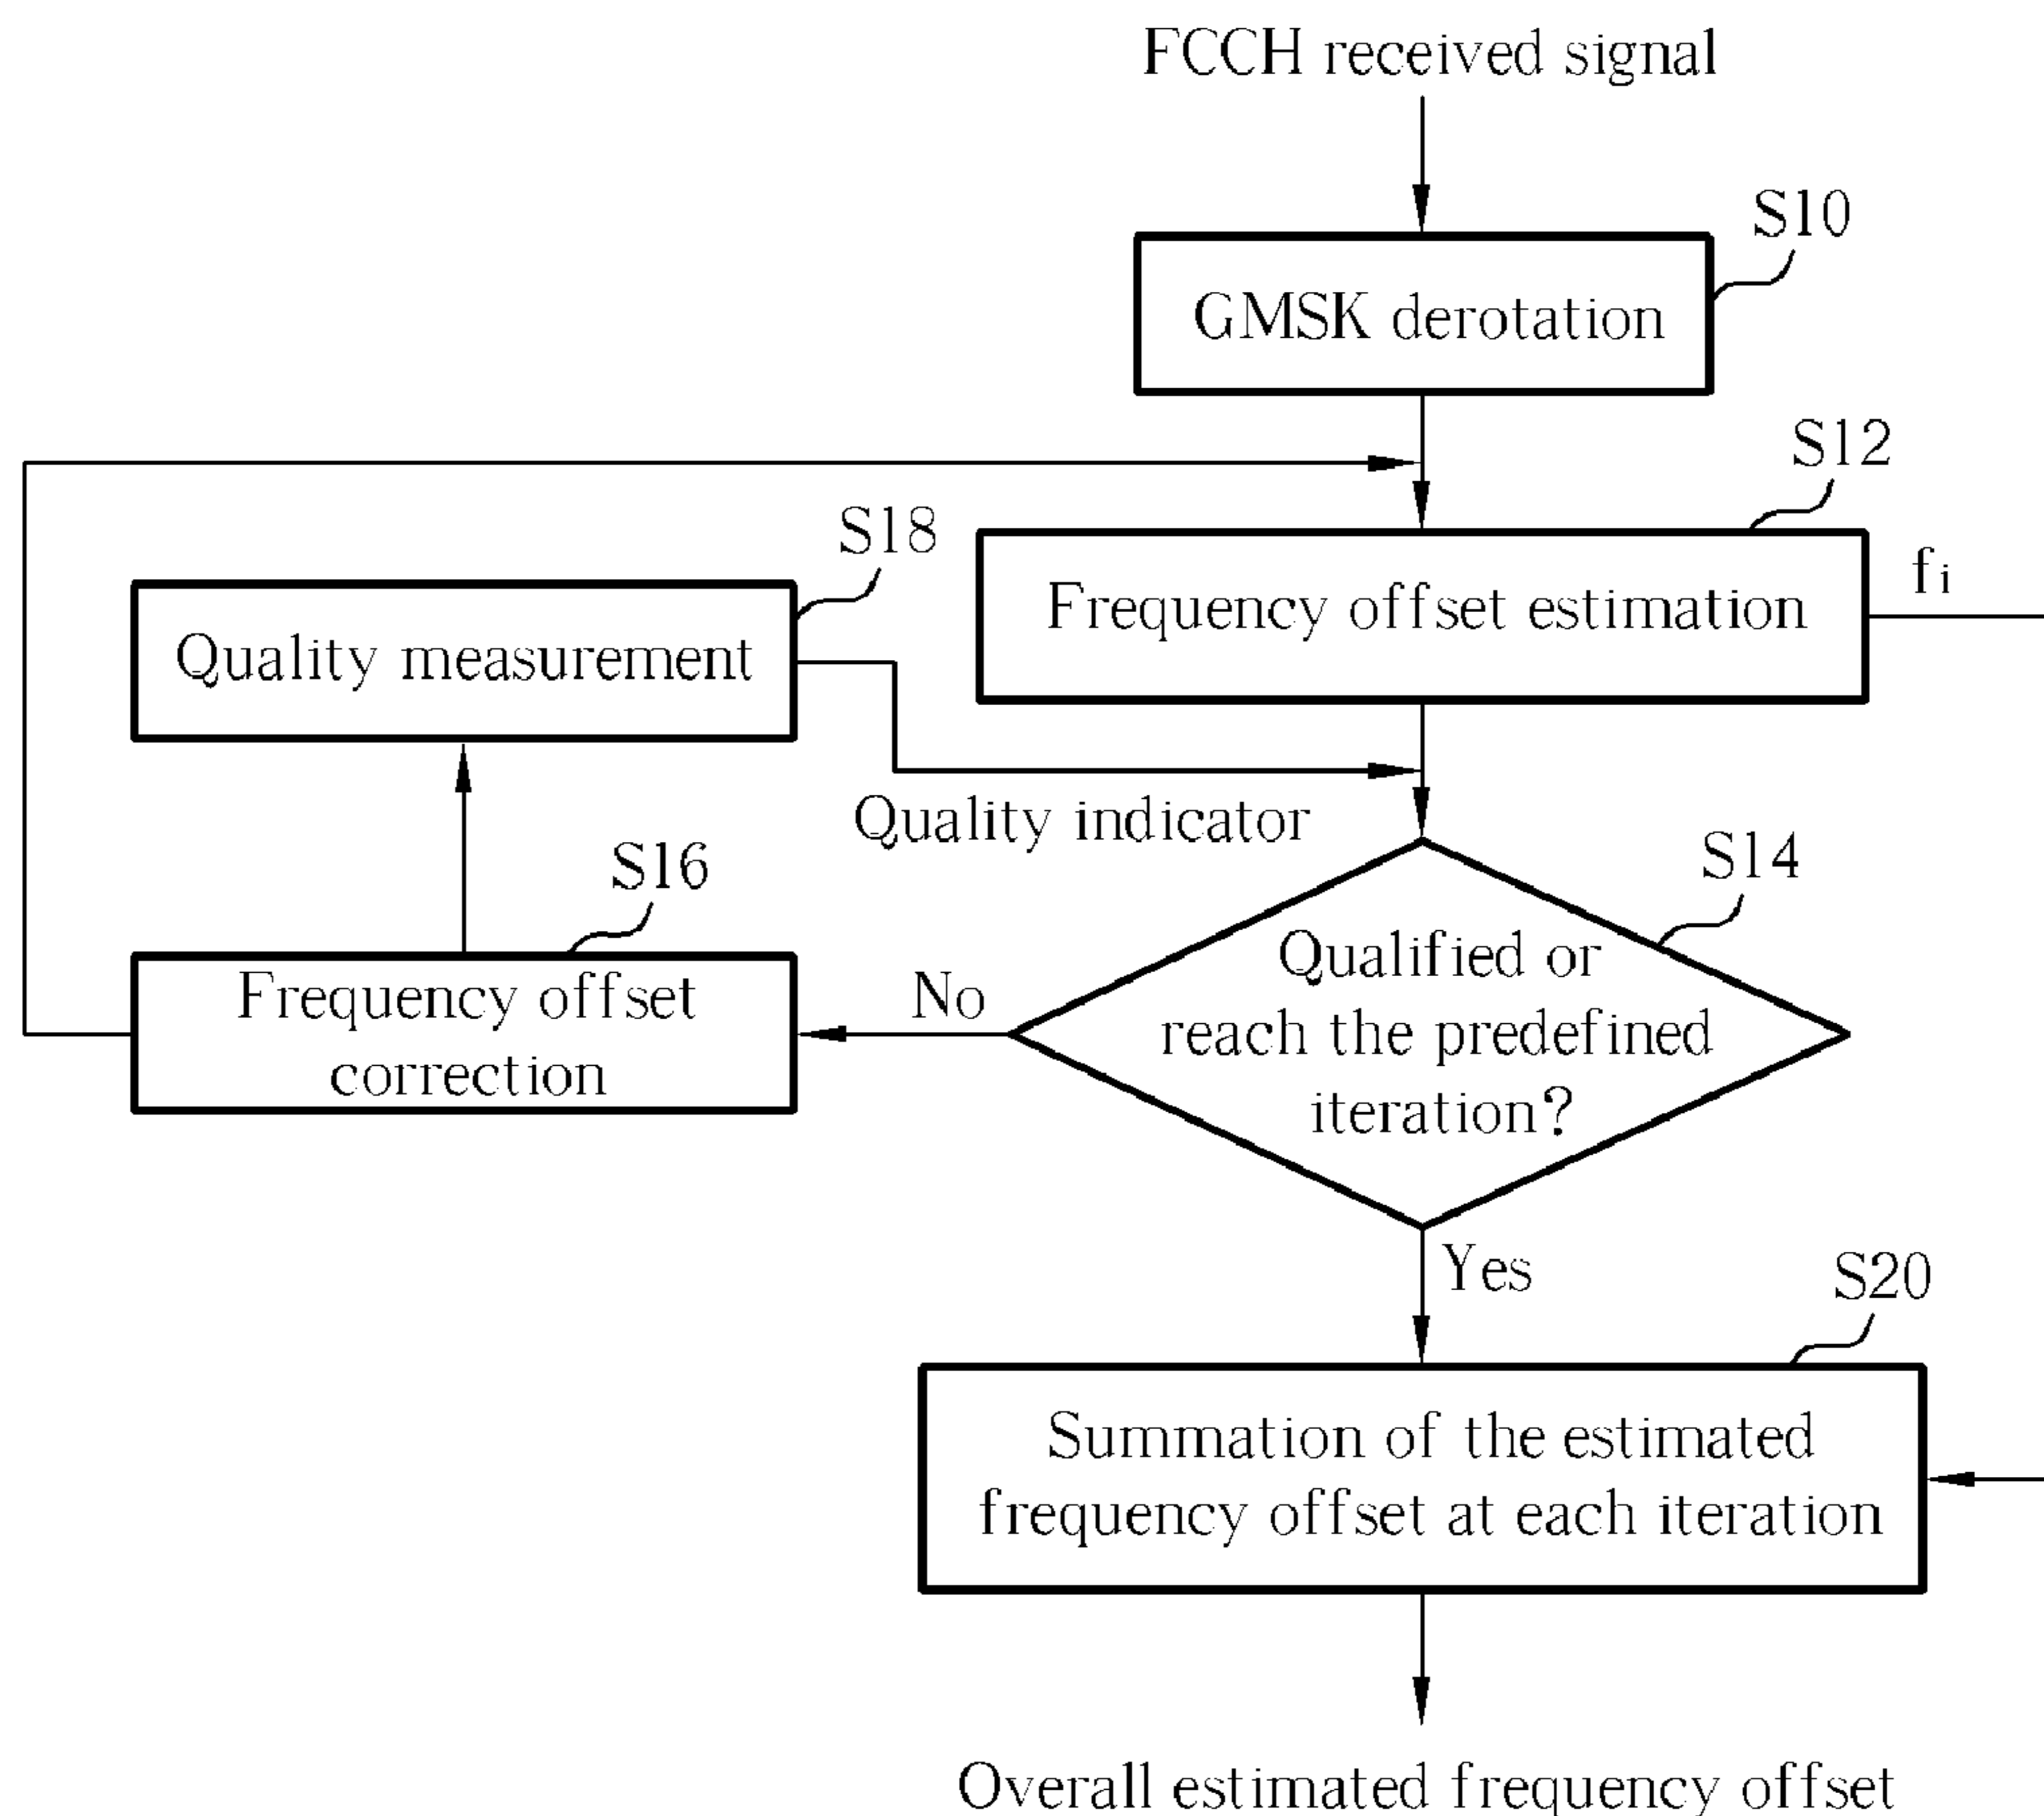 FCCH received signal
S10
GMSK derotation
S12
S18
Frequency offset estimation
fi
Quality measurement
Quality indicator
S16
S14
Frequency offset
correction
No
Qualified or
reach the predefined
iteration?
Yes
S20
Summation of the estimated
frequency offset at each iteration
Overall estimated frequency offset